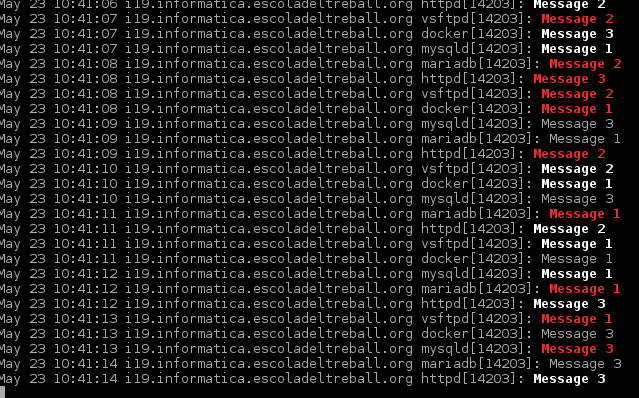 May 23 10:41:06 i19.informatica.escoladeltreball.org httpd[14203]: Message 2
May 23 10:41:07 i19.informatica.escoladeltreball.org vsftpd[14203]: Message 2
May 23 10:41:07 i19.informatica.escoladeltreball.org docker[14203]: Message 3
May 23 10:41:07 i19.informatica.escoladeltreball.org mysqld[14203]: Message 1
May 23 10:41:08 i19.informatica.escoladeltreball.org mariadb[14203]: Message 2
May 23 10:41:08 i19.informatica.escoladeltreball.org httpd[14203]: Message 3
May 23 10:41:08 i19.informatica.escoladeltreball.org vsftpd[14203]: Message 2
May 23 10:41:08 i19.informatica.escoladeltreball.org docker[14203]: Message 1
May 23 10:41:09 i19.informatica.escoladeltreball.org mysqld[14203]: Message 3
May 23 10:41:09 i19.informatica.escoladeltreball.org mariadb[14203]: Message 1
May 23 10:41:09 i19.informatica.escoladeltreball.org httpd[14203]: Message 2
May 23 10:41:10 i19.informatica.escoladeltreball.org vsftpd[14203]: Message 2
May 23 10:41:10 i19.informatica.escoladeltreball.org docker[14203]: Message 1
May 23 10:41:10 i19.informatica.escoladeltreball.org mysqld[14203]: Message 3
May 23 10:41:11 i19.informatica.escoladeltreball.org mariadb[14203]: Message 1
May 23 10:41:11 i19.informatica.escoladeltreball.org httpd[14203]: Message 2
May 23 10:41:11 i19.informatica.escoladeltreball.org vsftpd[14203]: Message 1
May 23 10:41:11 i19.informatica.escoladeltreball.org docker[14203]: Message 1
May 23 10:41:12 i19.informatica.escoladeltreball.org mysqld[14203]: Message 1
May 23 10:41:12 i19.informatica.escoladeltreball.org mariadb[14203]: Message 1
May 23 10:41:12 i19.informatica.escoladeltreball.org httpd[14203]: Message 3
May 23 10:41:13 i19.informatica.escoladeltreball.org vsftpd[14203]: Message 1
May 23 10:41:13 i19.informatica.escoladeltreball.org docker[14203]: Message 3
May 23 10:41:13 i19.informatica.escoladeltreball.org mysqld[14203]: Message 3
May 23 10:41:14 i19.informatica.escoladeltreball.org mariadb[14203]: Message 3
May 23 10:41:14 i19.informatica.escoladeltreball.org httpd[14203]: Message 3